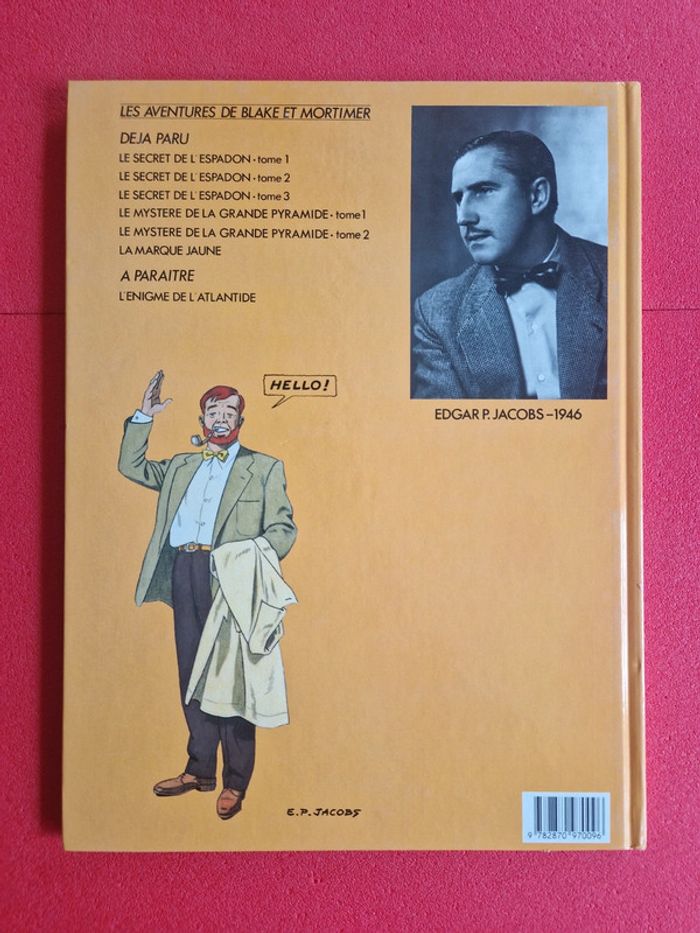 LES AVENTURES DE BLAKE ET MORTIMER
DEJA PARU
LE SECRET DE L'ESPADON · tome 1
LE SECRET DE L'ESPADON · tome 2
LE SECRET DE L'ESPADON · tome 3
LE MYSTERE DE LA GRANDE PYRAMIDE · tome 1
LE MYSTERE DE LA GRANDE PYRAMIDE · tome 2
LA MARQUE JAUNE
A PARAITRE
L'ENIGME DE L'ATLANTIDE
HELLO!
EDGAR P. JACOBS – 1946
E.P. JACOBS
9 782870 970096